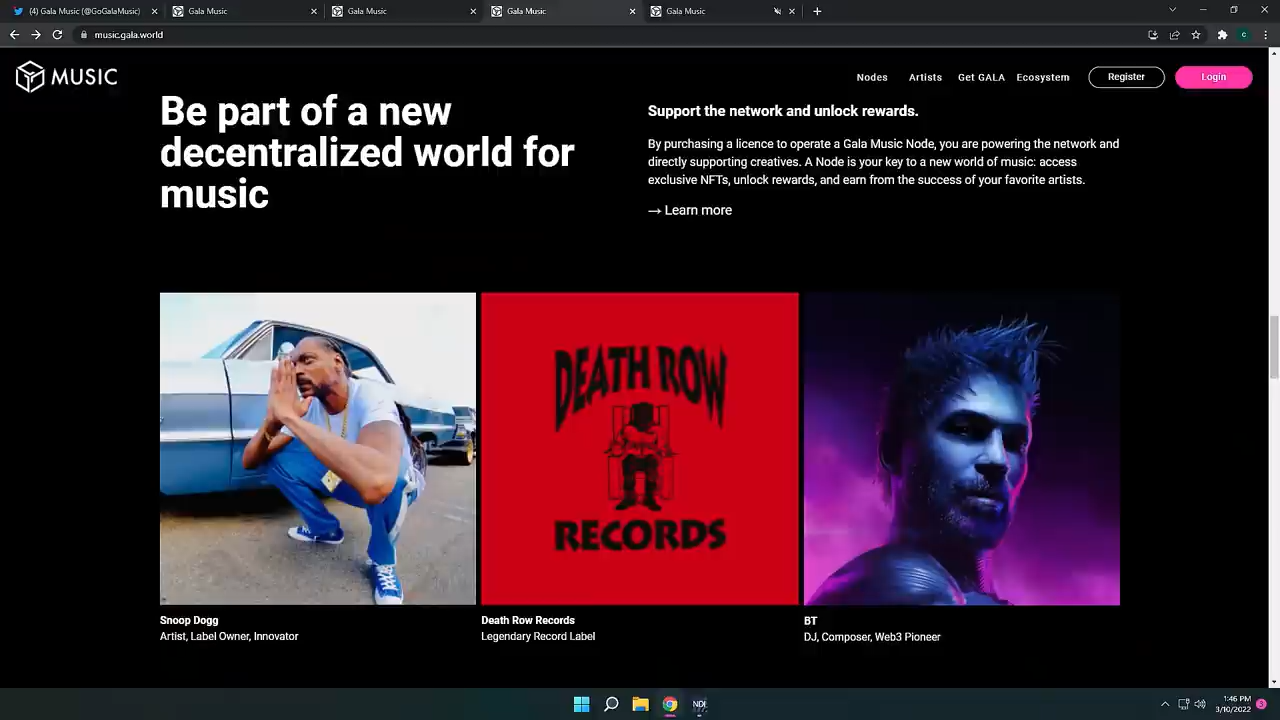 (4) Gala Music (@GoGalaMusic)
Gala Music
Gala Music
Gala Music
Gala Music
music.gala.world
MUSIC
Nodes
Artists
Get GALA
Ecosystem
Register
Login
Be part of a new
decentralized world for
music
Support the network and unlock rewards.
By purchasing a licence to operate a Gala Music Node, you are powering the network and
directly supporting creatives. A Node is your key to a new world of music: access
exclusive NFTs, unlock rewards, and earn from the success of your favorite artists.
→ Learn more
DEATH ROW
RECORDS
Snoop Dogg
Artist, Label Owner, Innovator
Death Row Records
Legendary Record Label
BT
DJ, Composer, Web3 Pioneer
NDI
1:46 PM
3/10/2022
3